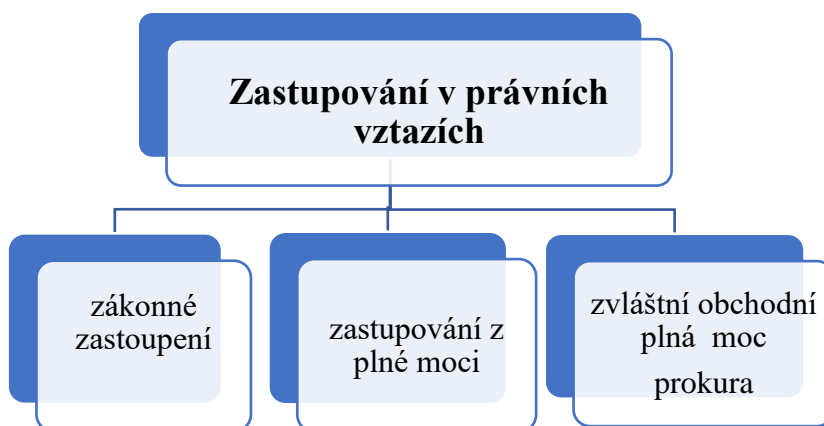 Zastupování v právních
vztazích
zákonné
zastoupení
zastupování z
plné moci
zvláštní obchodní
plná moc
prokura